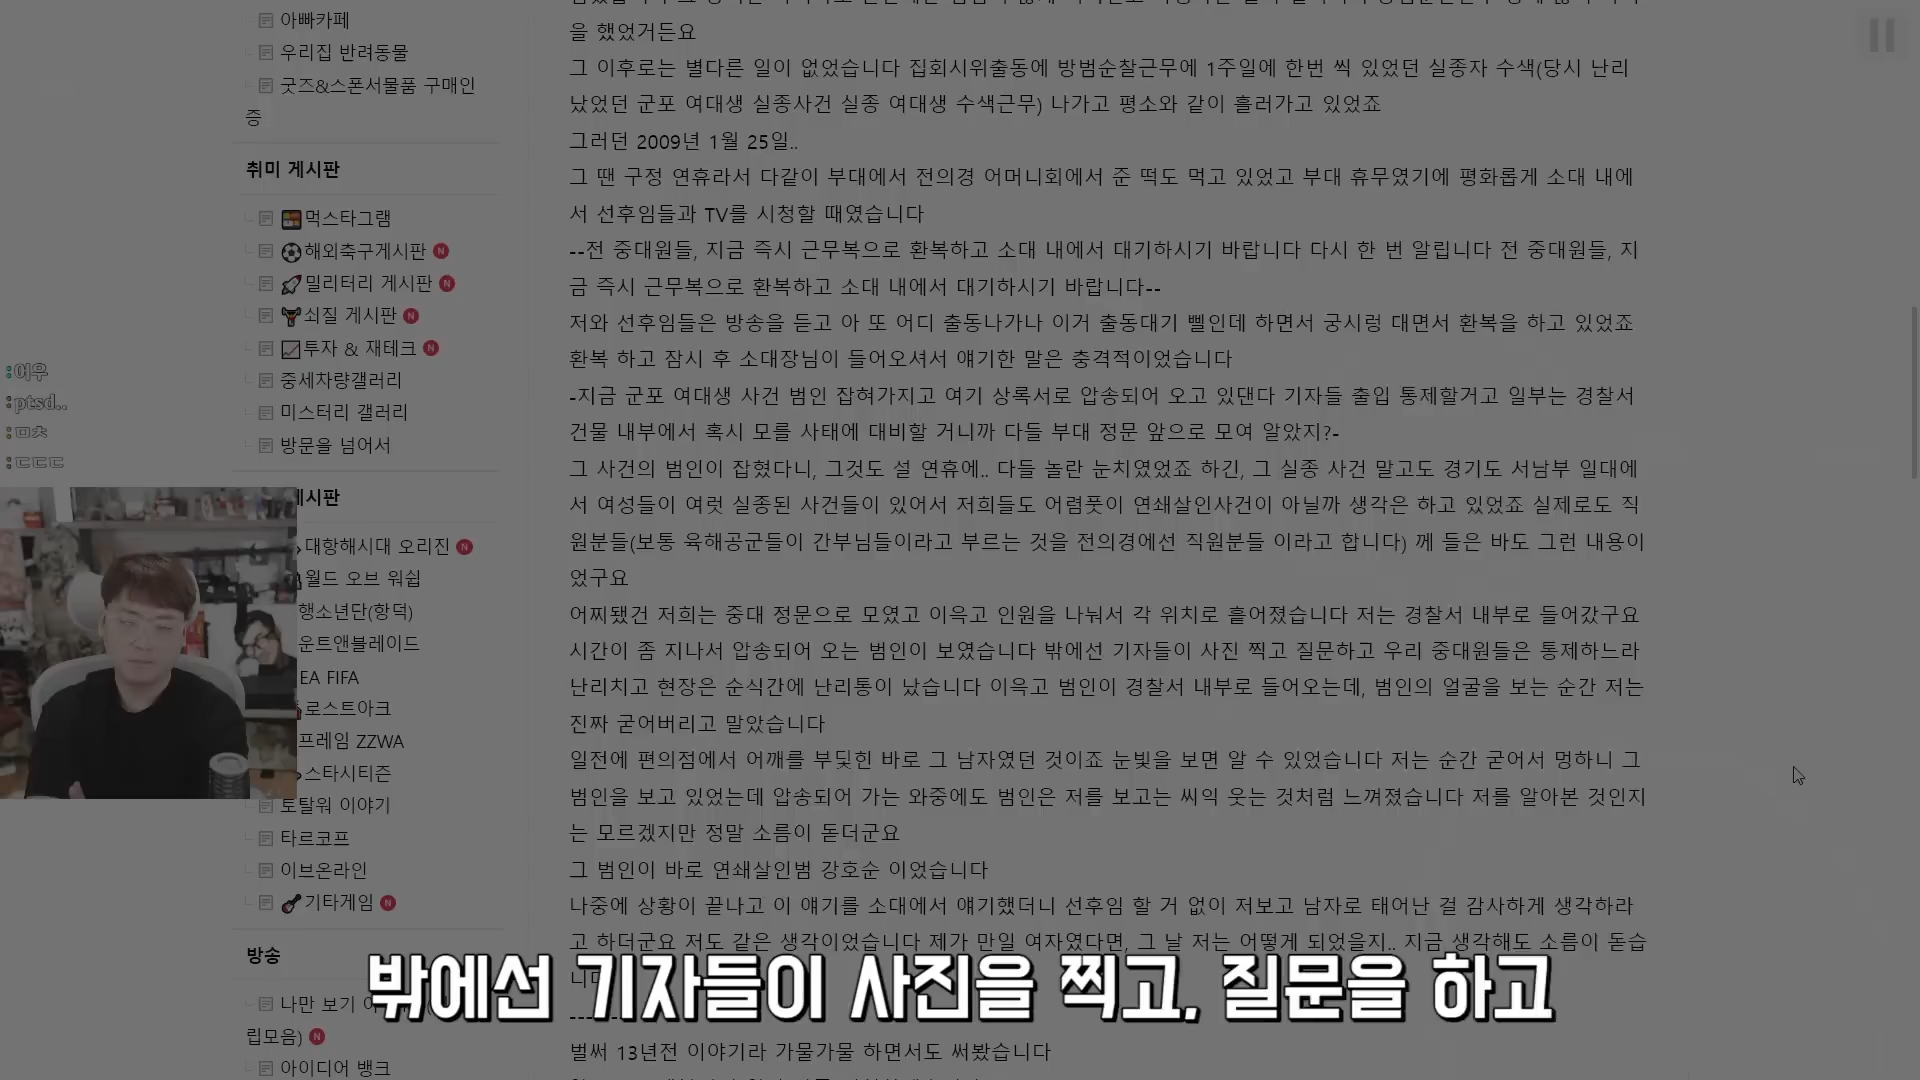 아빠카페
우리집 반려동물
굿즈&스폰서물품 구매인
증
취미 게시판
먹스타그램
해외축구게시판 N
밀리터리 게시판 N
쇠질 게시판 N
투자 & 재테크 N
중세차량갤러리
미스터리 갤러리
방문을 넘어서
게시판
대항해시대 오리진 N
월드 오브 워쉽
행소년단(항덕)
운트앤블레이드
EA FIFA
로스트아크
프레임 ZZWA
스타시티즌
토탈워 이야기
타르코프
이브온라인
기타게임 N
방송
나만 보기
립모음) N
아이디어 뱅크
:어우
:ptsd..
:ㅁㅊ
:ㄷㄷㄷ
을 했었거든요
그 이후로는 별다른 일이 없었습니다 집회시위출동에 방범순찰근무에 1주일에 한번 씩 있었던 실종자 수색(당시 난리
났었던 군포 여대생 실종사건 실종 여대생 수색근무) 나가고 평소와 같이 흘러가고 있었죠
그러던 2009년 1월 25일..
그 땐 구정 연휴라서 다같이 부대에서 전의경 어머니회에서 준 떡도 먹고 있었고 부대 휴무였기에 평화롭게 소대 내에
서 선후임들과 TV를 시청할 때였습니다
--전 중대원들, 지금 즉시 근무복으로 환복하고 소대 내에서 대기하시기 바랍니다 다시 한 번 알립니다 전 중대원들, 지
금 즉시 근무복으로 환복하고 소대 내에서 대기하시기 바랍니다--
저와 선후임들은 방송을 듣고 아 또 어디 출동나가나 이거 출동대기 삘인데 하면서 궁시렁 대면서 환복을 하고 있었죠
환복 하고 잠시 후 소대장님이 들어오셔서 얘기한 말은 충격적이었습니다
-지금 군포 여대생 사건 범인 잡혀가지고 여기 상록서로 압송되어 오고 있댄다 기자들 출입 통제할거고 일부는 경찰서
건물 내부에서 혹시 모를 사태에 대비할 거니까 다들 부대 정문 앞으로 모여 알았지?-
그 사건의 범인이 잡혔다니, 그것도 설 연휴에.. 다들 놀란 눈치였었죠 하긴, 그 실종 사건 말고도 경기도 서남부 일대에
서 여성들이 여럿 실종된 사건들이 있어서 저희들도 어렴풋이 연쇄살인사건이 아닐까 생각은 하고 있었죠 실제로도 직
원분들(보통 육해공군들이 간부님들이라고 부르는 것을 전의경에선 직원분들 이라고 합니다) 께 들은 바도 그런 내용이
었구요
어찌됐건 저희는 중대 정문으로 모였고 이윽고 인원을 나눠서 각 위치로 흩어졌습니다 저는 경찰서 내부로 들어갔구요
시간이 좀 지나서 압송되어 오는 범인이 보였습니다 밖에선 기자들이 사진 찍고 질문하고 우리 중대원들은 통제하느라
난리치고 현장은 순식간에 난리통이 났습니다 이윽고 범인이 경찰서 내부로 들어오는데, 범인의 얼굴을 보는 순간 저는
진짜 굳어버리고 말았습니다
일전에 편의점에서 어깨를 부딫힌 바로 그 남자였던 것이죠 눈빛을 보면 알 수 있었습니다 저는 순간 굳어서 멍하니 그
범인을 보고 있었는데 압송되어 가는 와중에도 범인은 저를 보고는 씨익 웃는 것처럼 느껴졌습니다 저를 알아본 것인지
는 모르겠지만 정말 소름이 돋더군요
그 범인이 바로 연쇄살인범 강호순 이었습니다
나중에 상황이 끝나고 이 얘기를 소대에서 얘기했더니 선후임 할 거 없이 저보고 남자로 태어난 걸 감사하게 생각하라
고 하더군요 저도 같은 생각이었습니다 제가 만일 여자였다면, 그 날 저는 어떻게 되었을지.. 지금 생각해도 소름이 돋습
니다
밖에선 기자들이 사진을 찍고, 질문을 하고
벌써 13년전 이야기라 가물가물 하면서도 써봤습니다